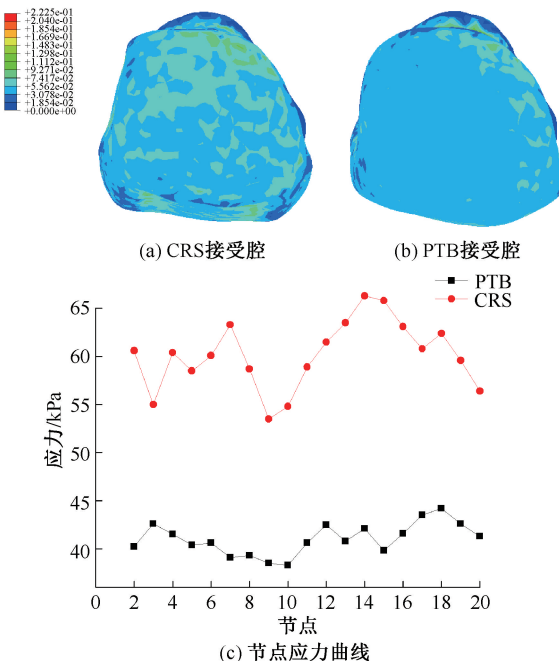 +2.225e-01
+2.040e-01
+1.854e-01
+1.669e-01
+1.483e-01
+1.298e-01
+1.112e-01
+9.271e-02
+7.417e-02
+5.562e-02
+3.078e-02
+1.854e-02
+0.000e+00
(a) CRS接受腔
(b) PTB接受腔
PTB
CRS
65
60
55
50
45
40
应力/kPa
0 2 4 6 8 10 12 14 16 18 20
节点
(c) 节点应力曲线